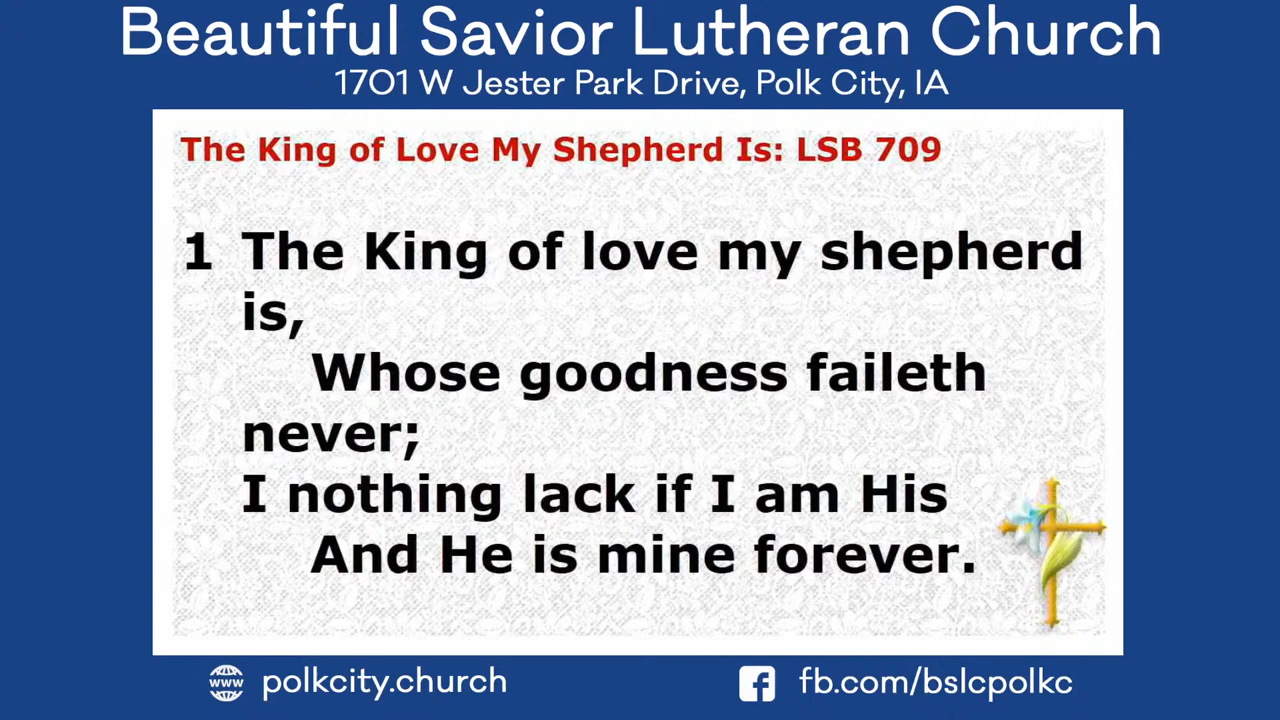 Beautiful Savior Lutheran Church
1701 W Jester Park Drive, Polk City, IA
The King of Love My Shepherd Is: LSB 709
1 The King of love my shepherd
is,
Whose goodness faileth
never;
I nothing lack if I am His
And He is mine forever.
www polkcity.church
fb.com/bslcpolkc